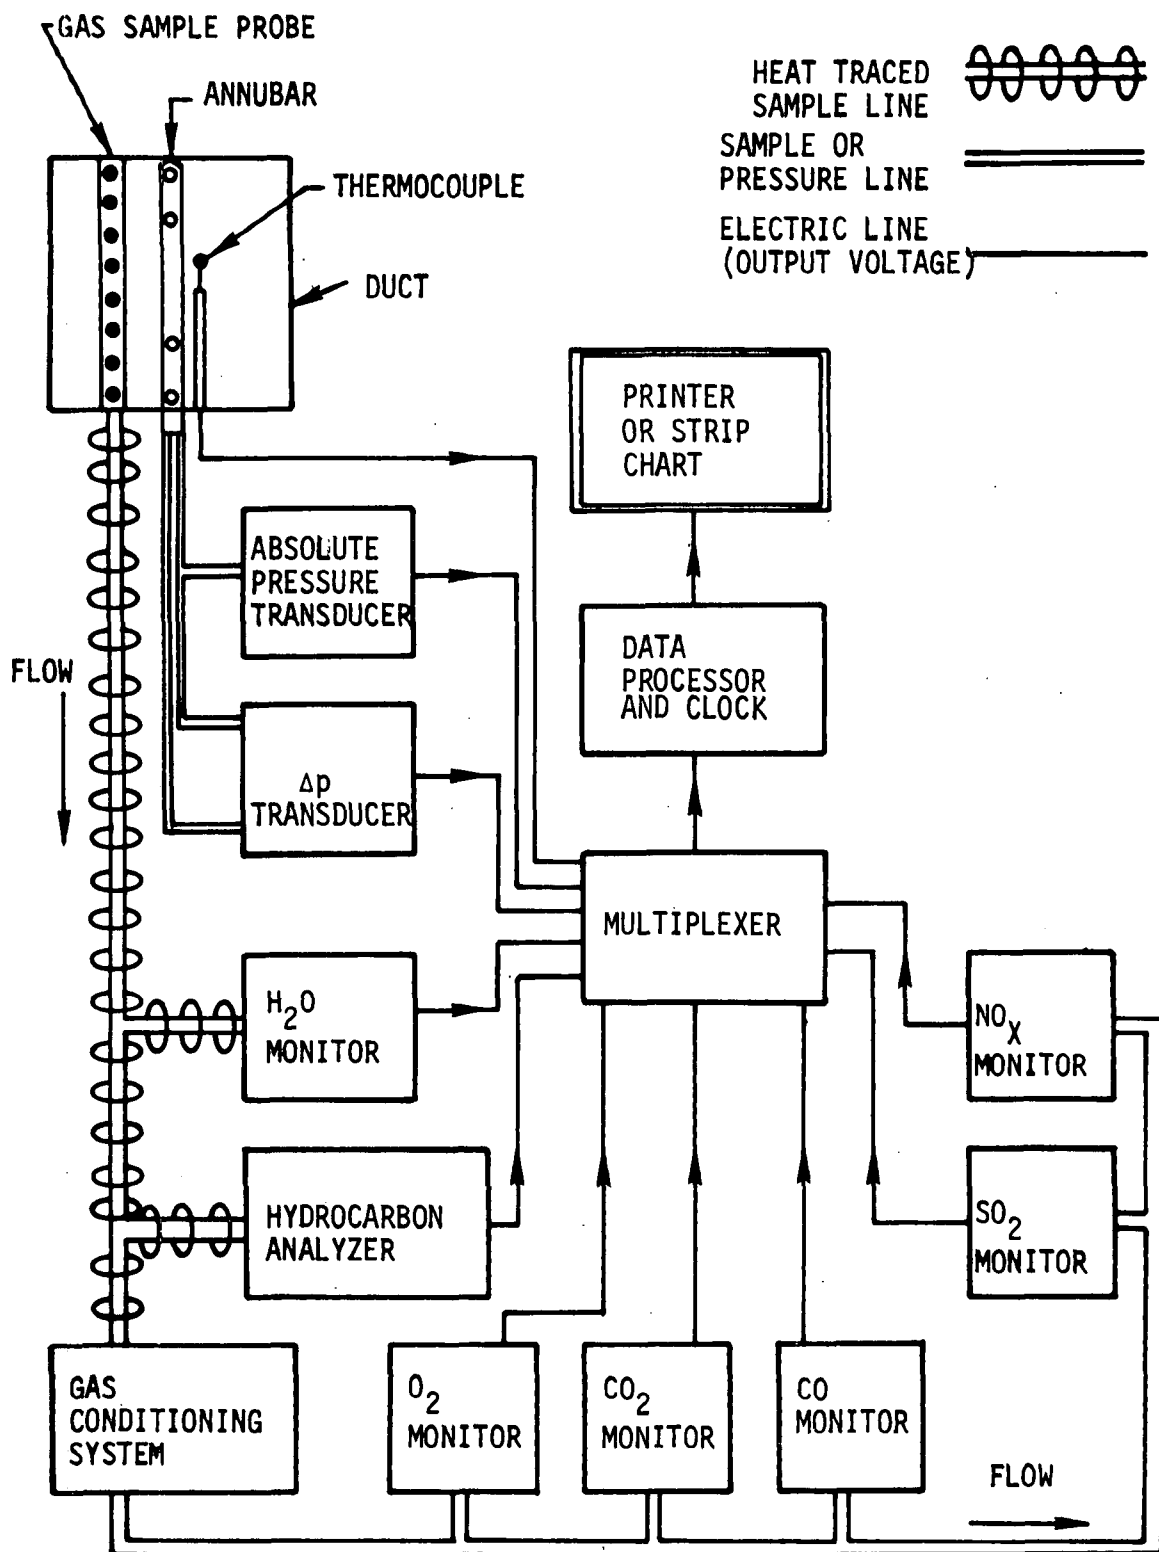 GAS SAMPLE PROBE
ANNUBAR
THERMOCOUPLE
DUCT
HEAT TRACED
SAMPLE LINE
SAMPLE OR
PRESSURE LINE
ELECTRIC LINE
(OUTPUT VOLTAGE)
PRINTER
OR STRIP
CHART
ABSOLUTE
PRESSURE
TRANSDUCER
DATA
PROCESSOR
AND CLOCK
FLOW
Δp
TRANSDUCER
MULTIPLEXER
H₂O
MONITOR
NOX
MONITOR
HYDROCARBON
ANALYZER
SO₂
MONITOR
GAS
CONDITIONING
SYSTEM
O₂
MONITOR
CO₂
MONITOR
CO
MONITOR
FLOW